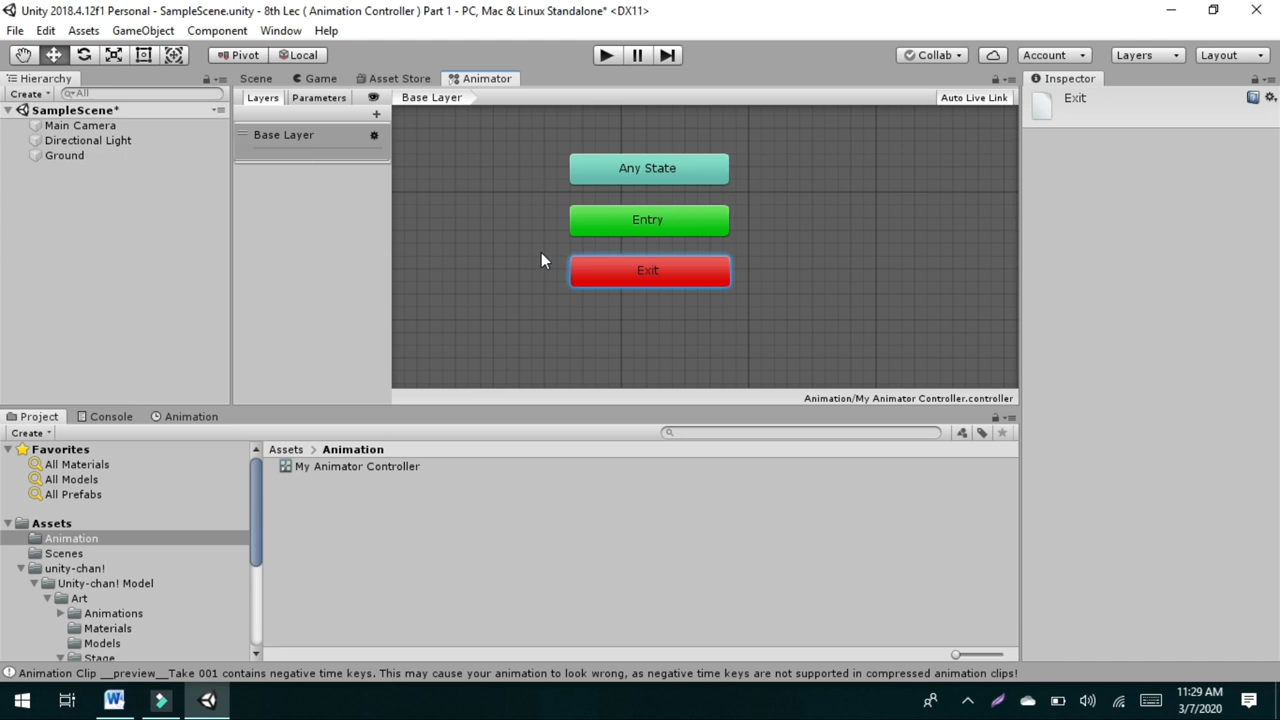 Unity 2018.4.12f1 Personal - SampleScene.unity - 8th Lec ( Animation Controller ) Part 1 - PC, Mac & Linux Standalone* <DX11>
File Edit Assets GameObject Component Window Help
Pivot Local Collab Account Layers Layout
Hierarchy Scene Game Asset Store Animator Inspector
Create All Layers Parameters Base Layer Auto Live Link Exit
SampleScene*
Main Camera
Directional Light
Ground
Base Layer
Any State
Entry
Exit
Animation/My Animator Controller.controller
Project Console Animation
Create
Favorites
All Materials
All Models
All Prefabs
Assets
Animation
Scenes
unity-chan!
Unity-chan! Model
Art
Animations
Materials
Models
Stage
Assets > Animation
My Animator Controller
Animation Clip __preview__Take 001 contains negative time keys. This may cause your animation to look wrong, as negative time keys are not supported in compressed animation clips!
11:29 AM
3/7/2020